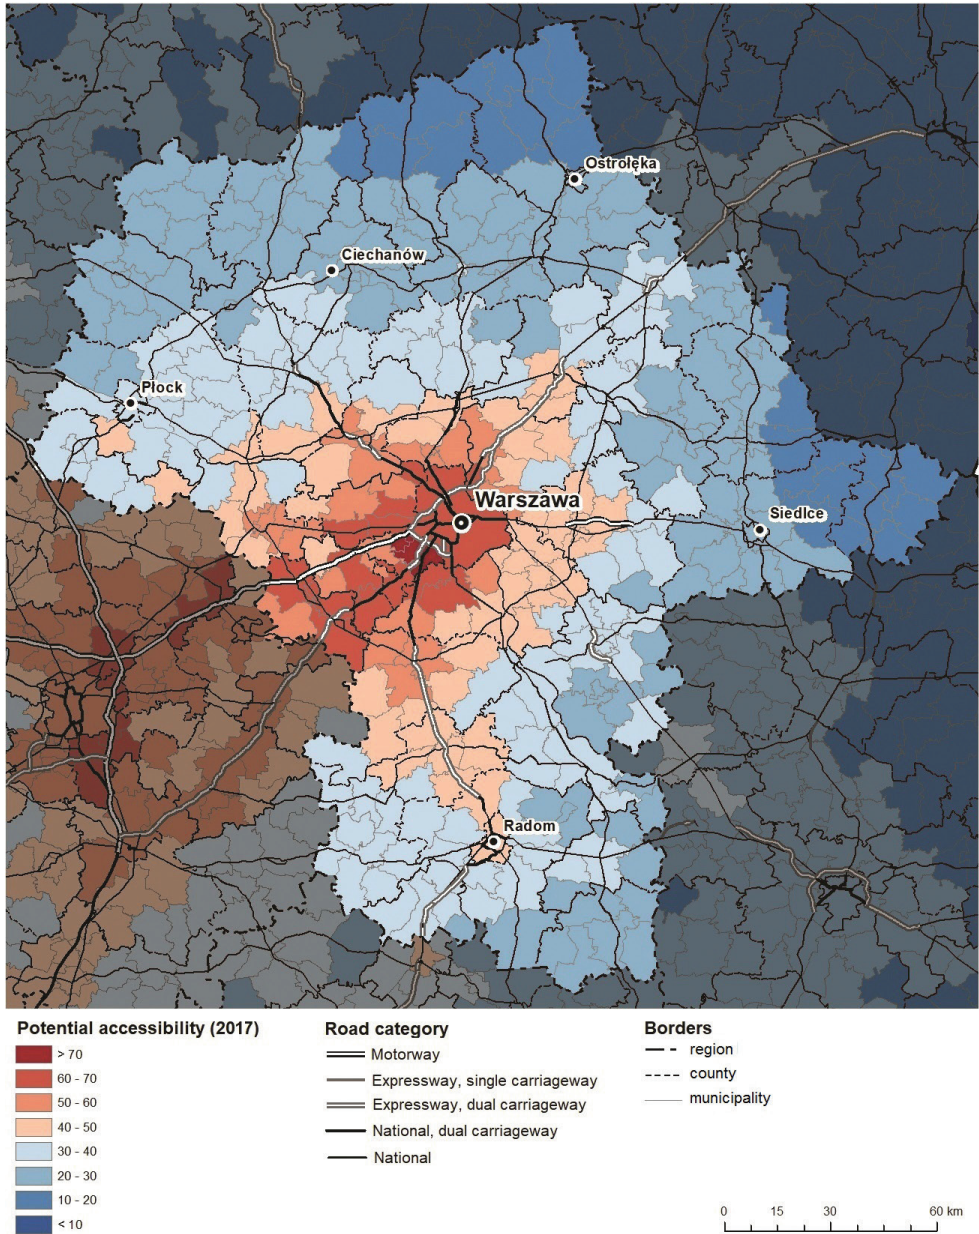 Ostrołęka
Ciechanów
Płock
Warszawa
Siedlce
Radom
Potential accessibility (2017)
> 70
60 - 70
50 - 60
40 - 50
30 - 40
20 - 30
10 - 20
< 10
Road category
Motorway
Expressway, single carriageway
Expressway, dual carriageway
National, dual carriageway
National
Borders
region
county
municipality
0 15 30 60 km